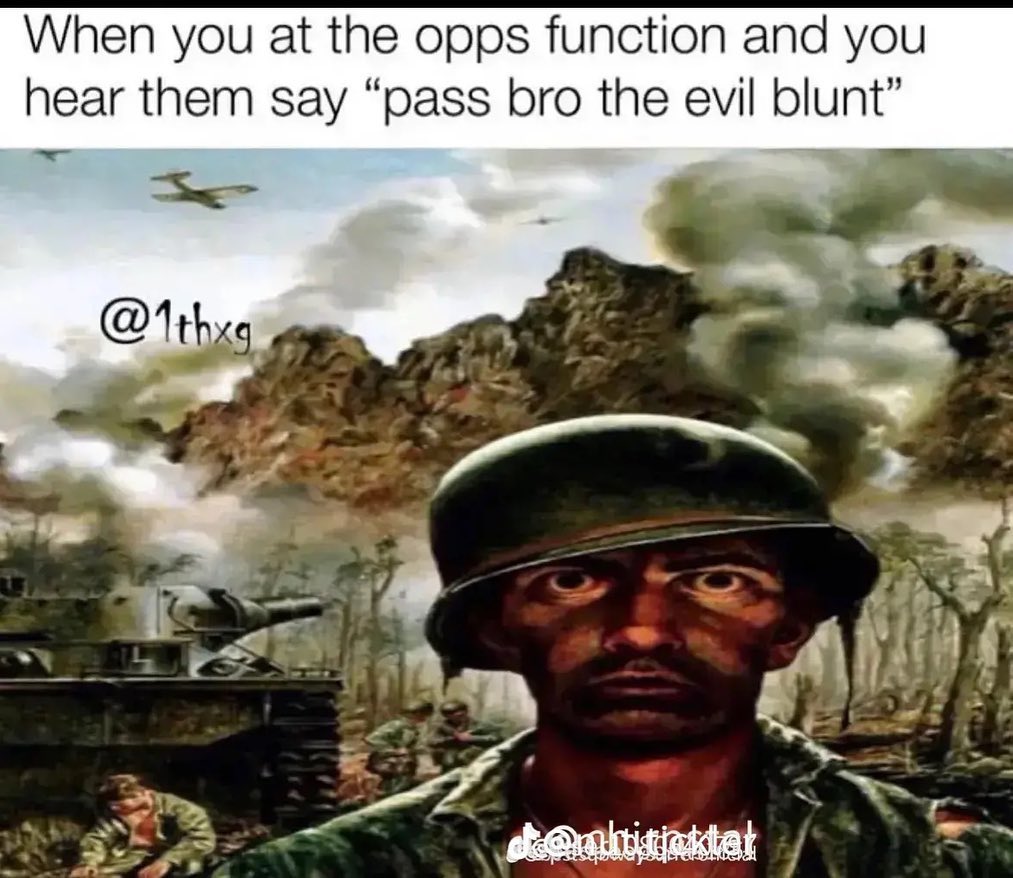 When you at the opps function and you
hear them say “pass bro the evil blunt”
@1thxg